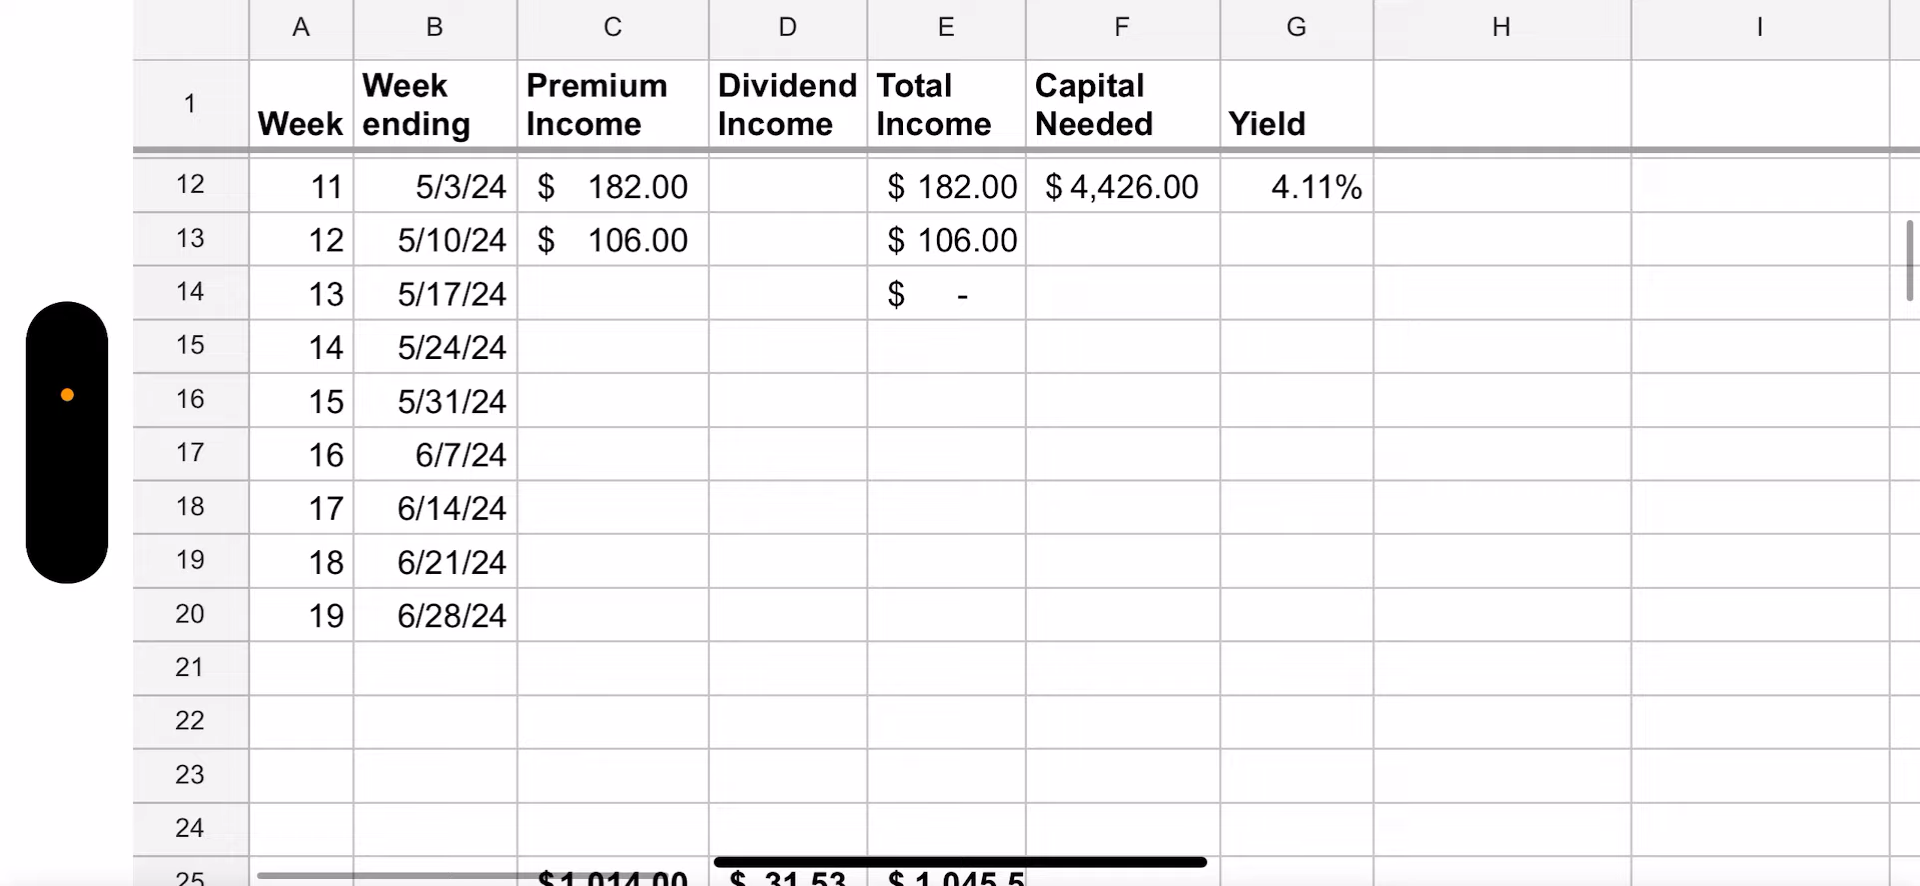 A B C D E F G H I
1 Week Week ending Premium Income Dividend Income Total Income Capital Needed Yield
12 11 5/3/24 $ 182.00 $ 182.00 $ 4,426.00 4.11%
13 12 5/10/24 $ 106.00 $ 106.00
14 13 5/17/24 $ -
15 14 5/24/24
16 15 5/31/24
17 16 6/7/24
18 17 6/14/24
19 18 6/21/24
20 19 6/28/24
21
22
23
24
25 $1,014.00 $ 31.53 $ 1,045.5